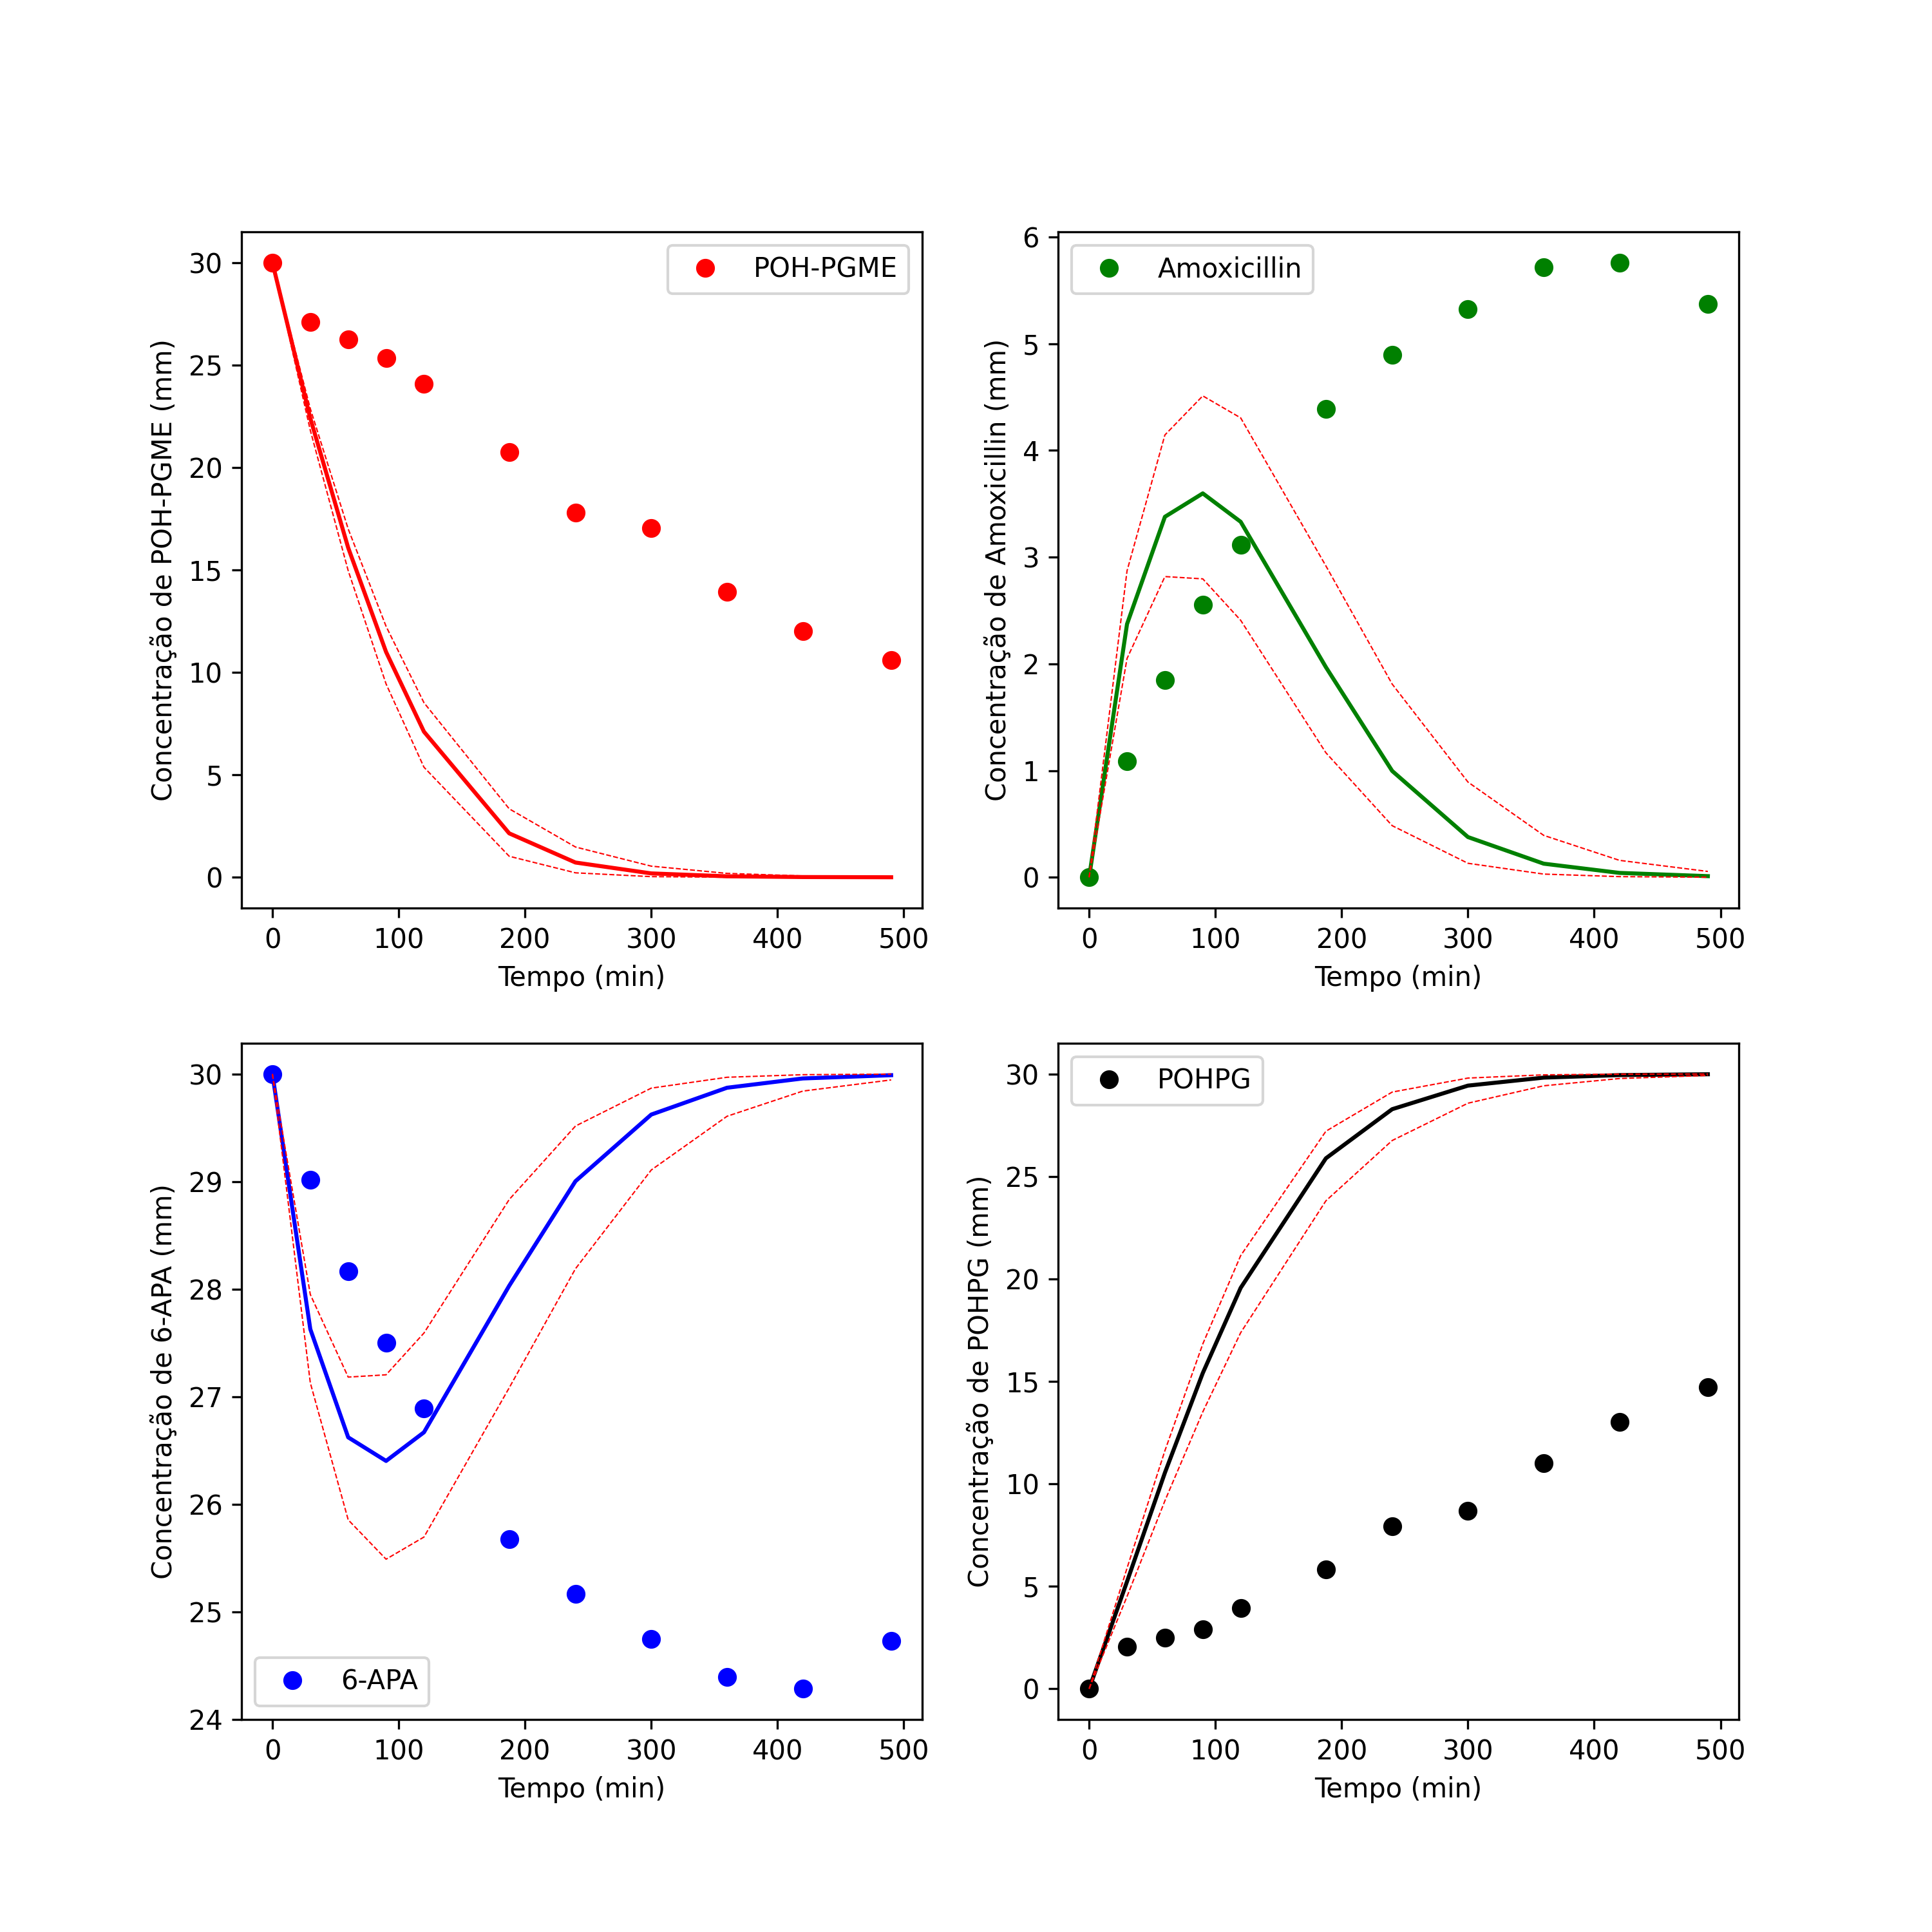 POH-PGME
Concentração de POH-PGME (mm)
30
25
20
15
10
5
0
0 100 200 300 400 500
Tempo (min)
Amoxicillin
Concentração de Amoxicillin (mm)
6
5
4
3
2
1
0
0 100 200 300 400 500
Tempo (min)
6-APA
Concentração de 6-APA (mm)
30
29
28
27
26
25
24
0 100 200 300 400 500
Tempo (min)
POHPG
Concentração de POHPG (mm)
30
25
20
15
10
5
0
0 100 200 300 400 500
Tempo (min)